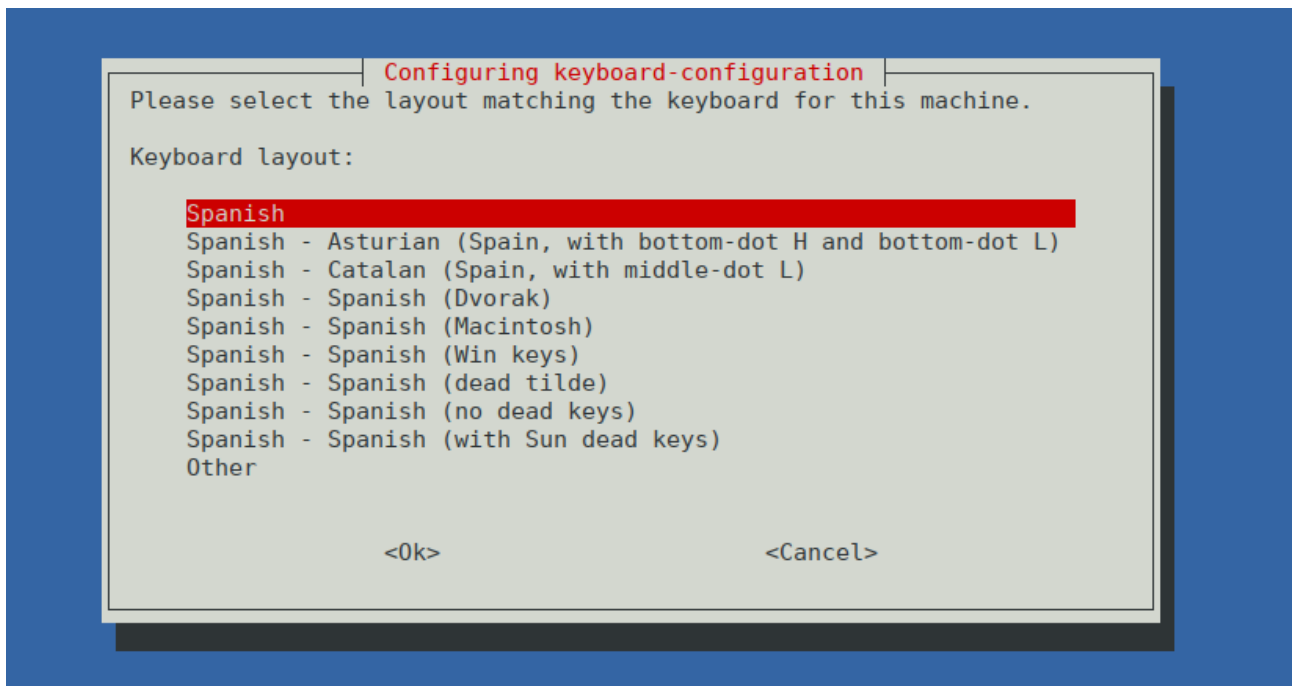 Configuring keyboard-configuration
Please select the layout matching the keyboard for this machine.
Keyboard layout:
Spanish
Spanish - Asturian (Spain, with bottom-dot H and bottom-dot L)
Spanish - Catalan (Spain, with middle-dot L)
Spanish - Spanish (Dvorak)
Spanish - Spanish (Macintosh)
Spanish - Spanish (Win keys)
Spanish - Spanish (dead tilde)
Spanish - Spanish (no dead keys)
Spanish - Spanish (with Sun dead keys)
Other
<Ok> <Cancel>